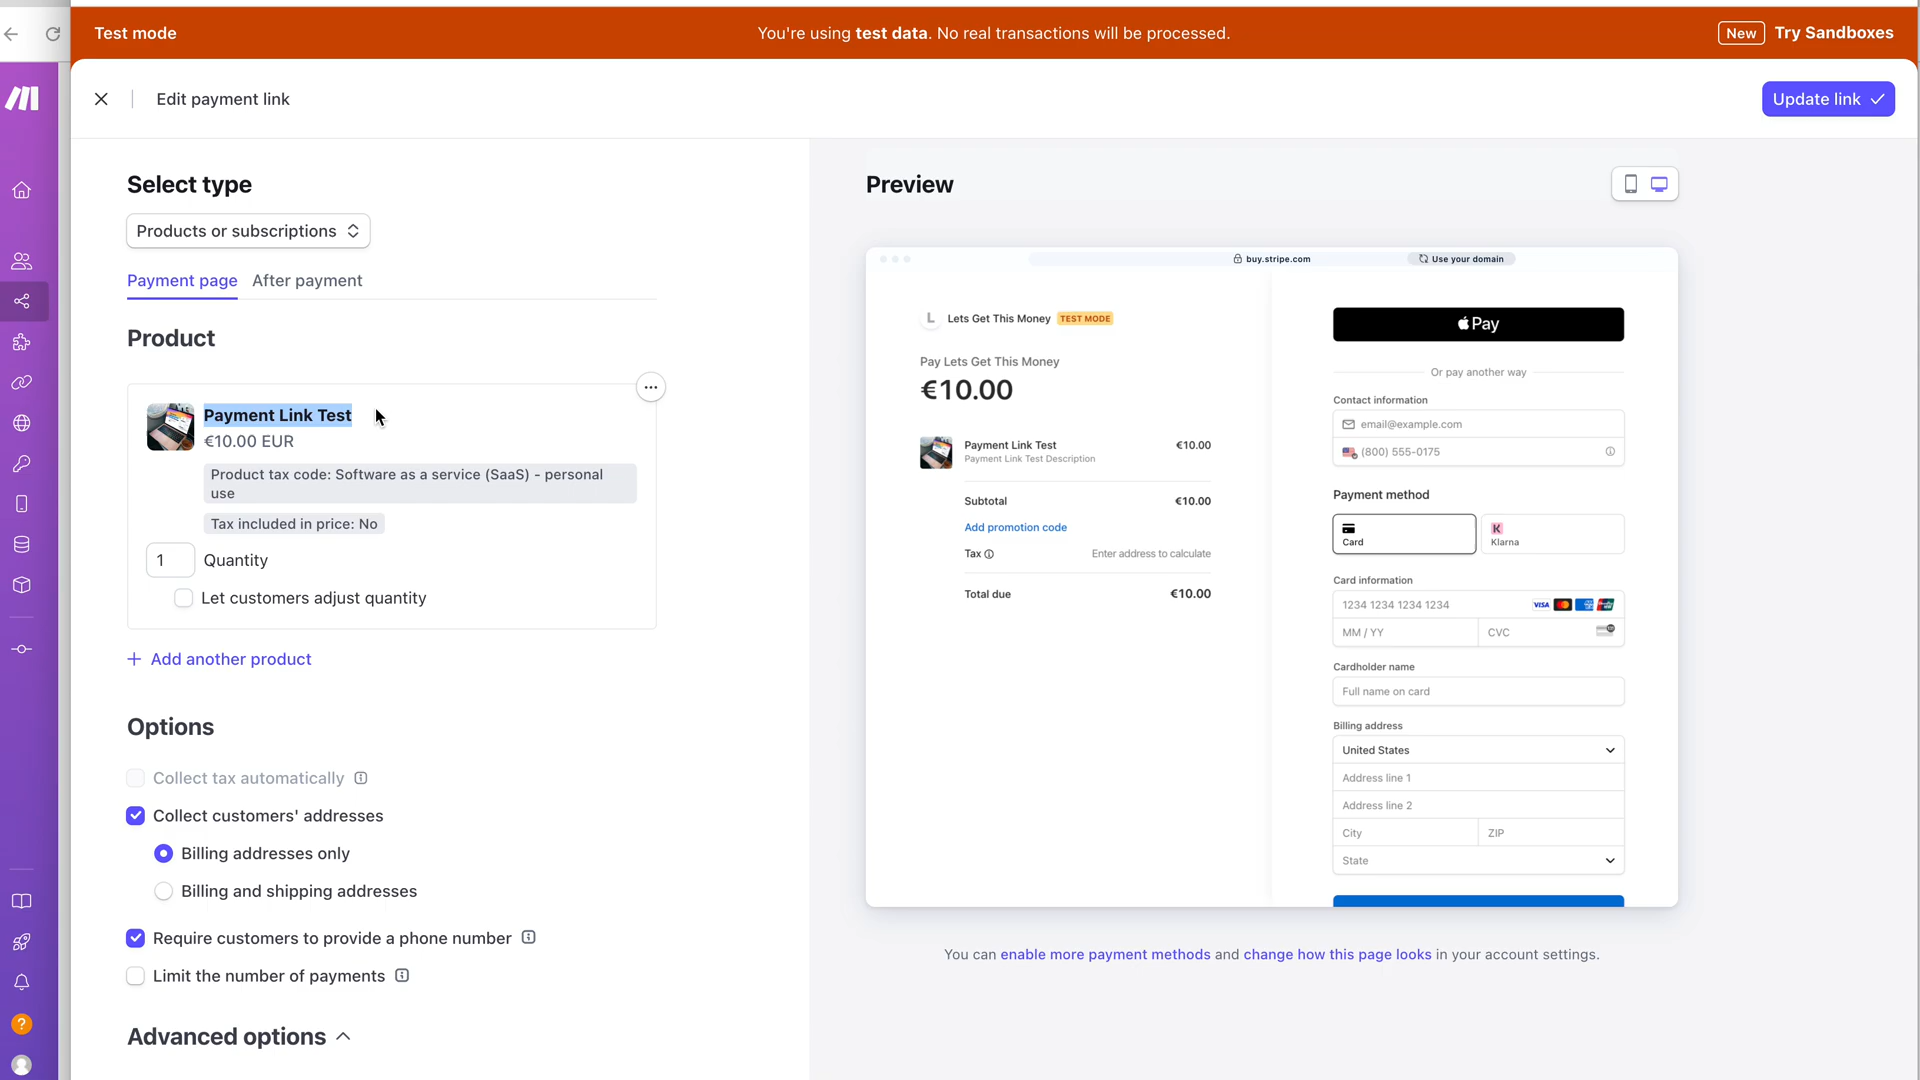 Test mode
You're using test data. No real transactions will be processed.
New Try Sandboxes
Edit payment link
Update link
Select type
Products or subscriptions
Payment page After payment
Product
Payment Link Test
€10.00 EUR
Product tax code: Software as a service (SaaS) - personal
use
Tax included in price: No
1 Quantity
Let customers adjust quantity
+ Add another product
Options
Collect tax automatically
Collect customers' addresses
Billing addresses only
Billing and shipping addresses
Require customers to provide a phone number
Limit the number of payments
Advanced options
Preview
buy.stripe.com
Use your domain
L Lets Get This Money TEST MODE
Pay Lets Get This Money
€10.00
Payment Link Test €10.00
Payment Link Test Description
Subtotal €10.00
Add promotion code
Tax Enter address to calculate
Total due €10.00
Pay
Or pay another way
Contact information
email@example.com
(800) 555-0175
Payment method
Card
K
Klarna
Card information
1234 1234 1234 1234 VISA
MM / YY CVC
Cardholder name
Full name on card
Billing address
United States
Address line 1
Address line 2
City ZIP
State
You can enable more payment methods and change how this page looks in your account settings.